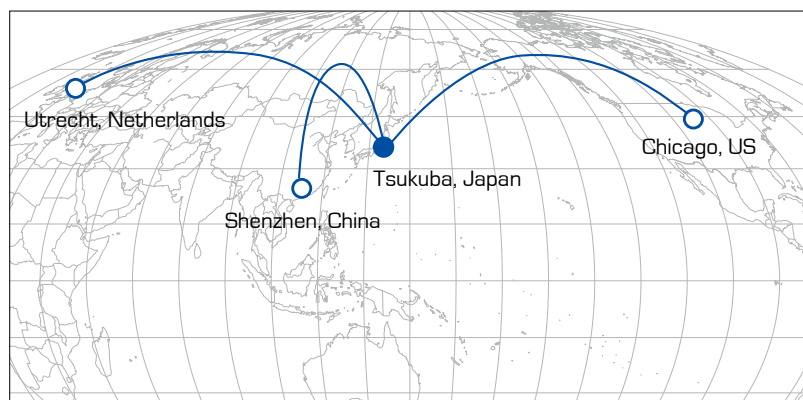 Utrecht, Netherlands
Chicago, US
Tsukuba, Japan
Shenzhen, China